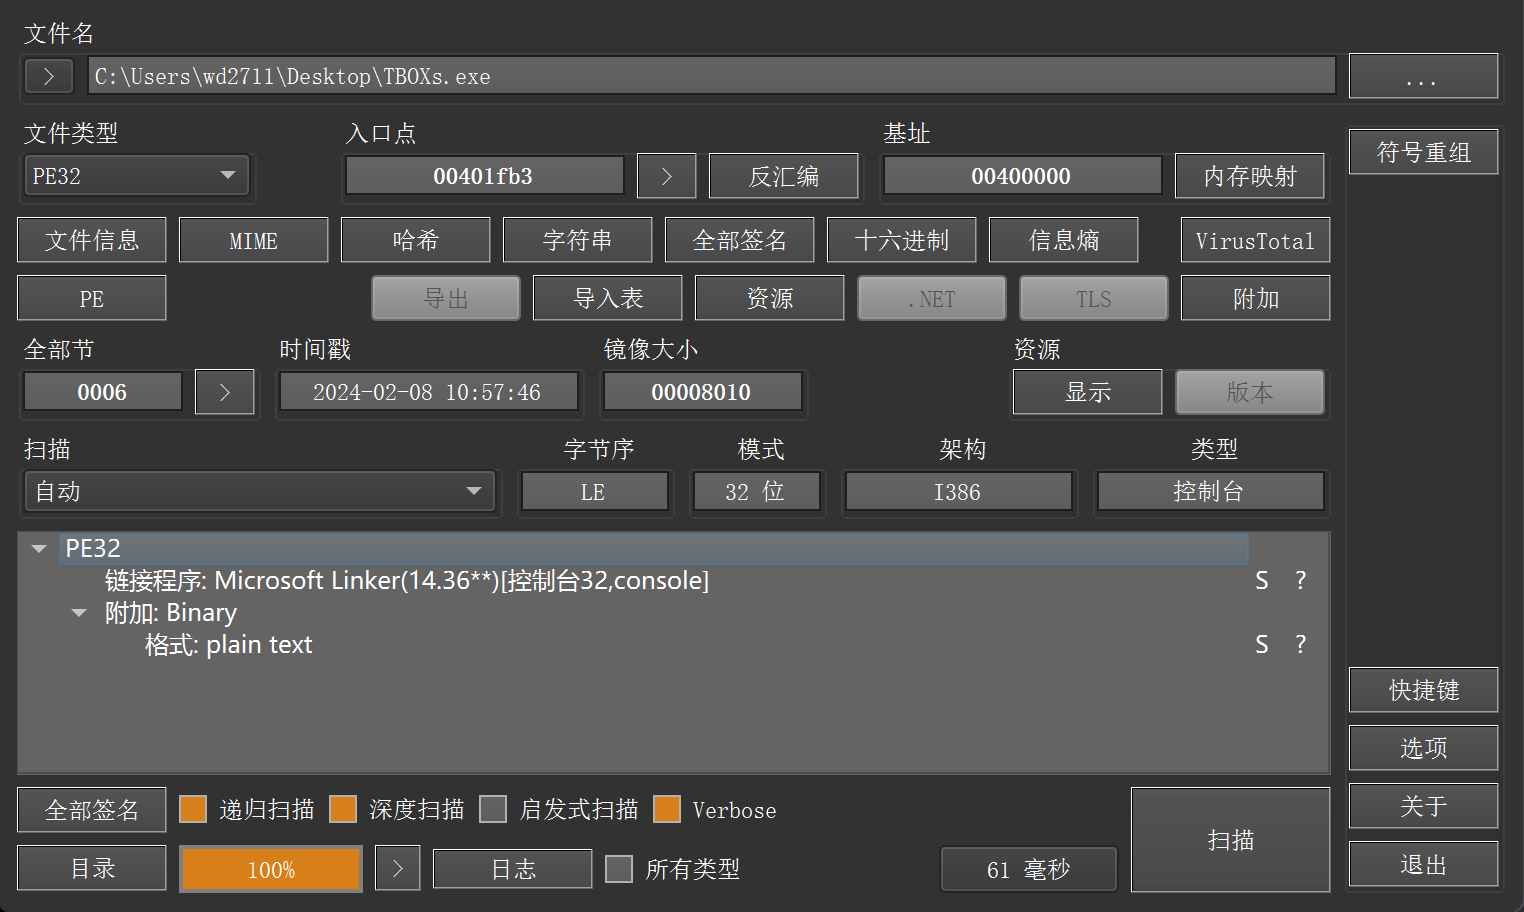 文件名
> C:\Users\wd2711\Desktop\TBOXs.exe ...
文件类型 入口点 基址
PE32 00401fb3 > 反汇编 00400000 内存映射 符号重组
文件信息 MIME 哈希 字符串 全部签名 十六进制 信息熵 VirusTotal
PE 导出 导入表 资源 .NET TLS 附加
全部节 时间戳 镜像大小 资源
0006 > 2024-02-08 10:57:46 00008010 显示 版本
扫描 字节序 模式 架构 类型
自动 LE 32 位 I386 控制台
PE32
链接程序: Microsoft Linker(14.36**)[控制台32,console] S ?
附加: Binary
格式: plain text S ?
快捷键
选项
全部签名 递归扫描 深度扫描 启发式扫描 Verbose 扫描 关于
目录 100% > 日志 所有类型 61 毫秒 退出